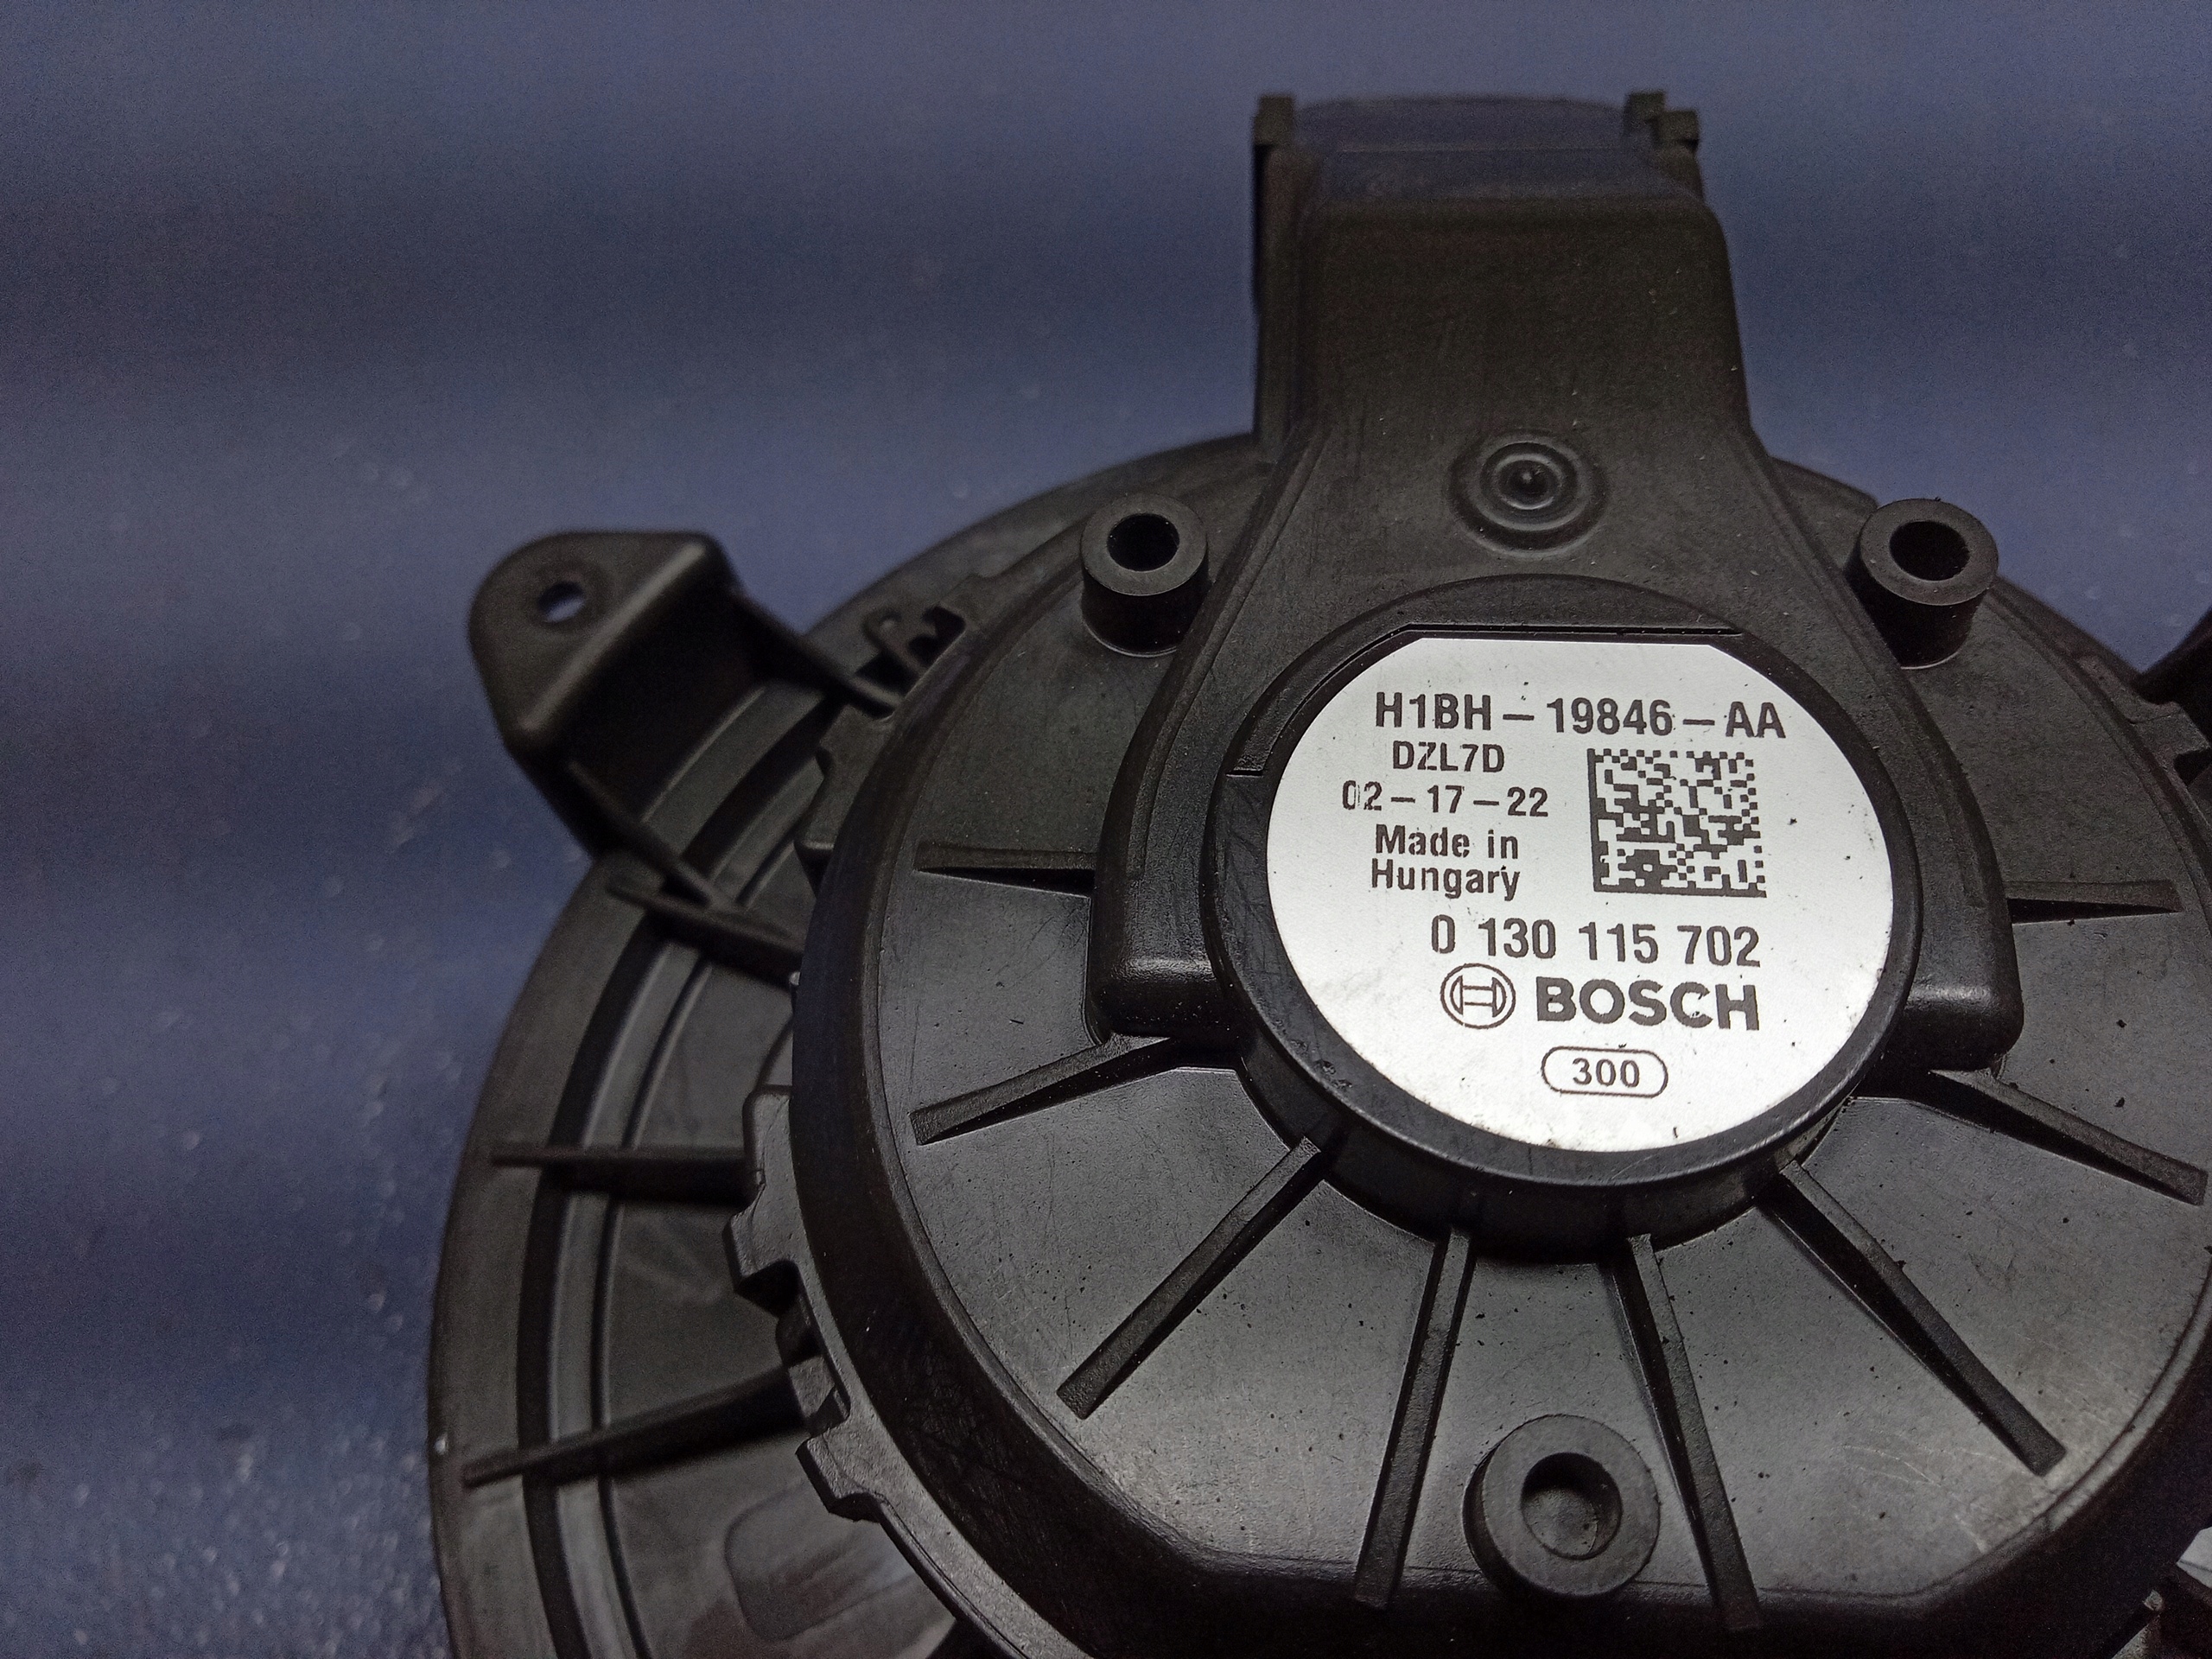 H1BH-19846-AA
DZL7D
02-17-22
Made in
Hungary
0 130 115 702
BOSCH
300